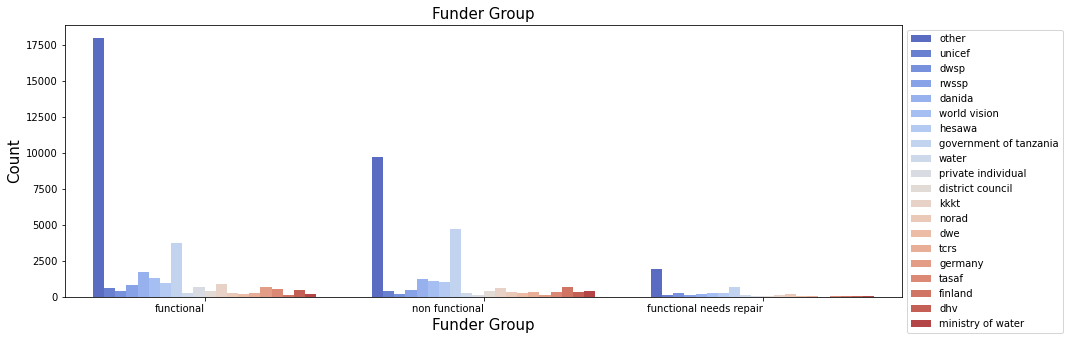 Funder Group
17500
15000
12500
10000
7500
5000
2500
0
Count
functional
non functional
functional needs repair
Funder Group
other
unicef
dwsp
rwssp
danida
world vision
hesawa
government of tanzania
water
private individual
district council
kkkt
norad
dwe
tcrs
germany
tasaf
finland
dhv
ministry of water